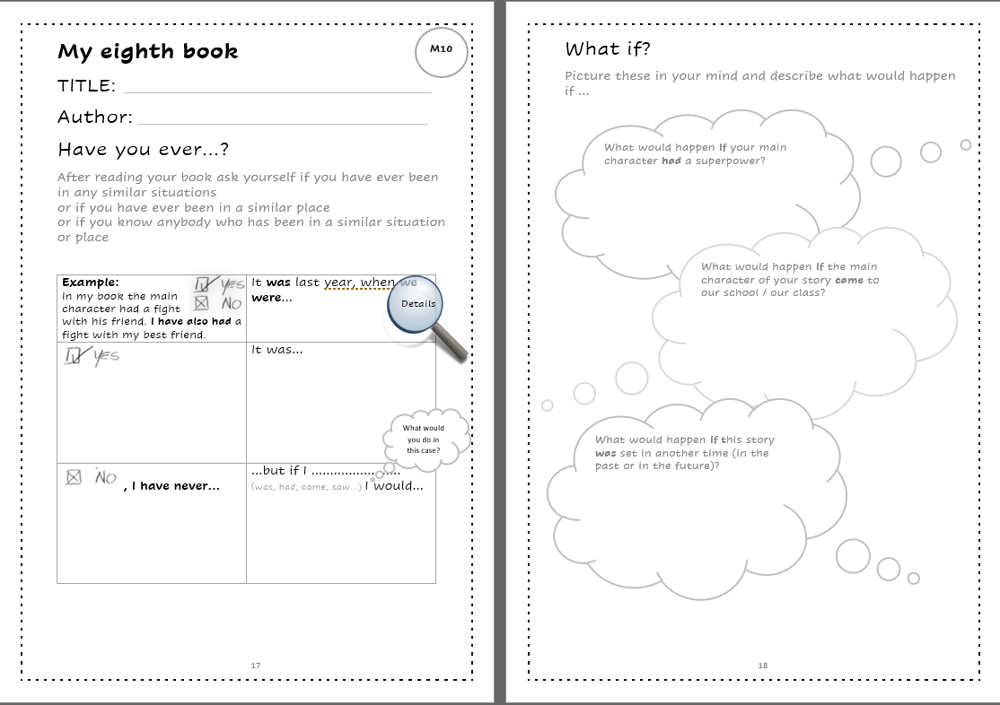 My eighth book
M10
TITLE:
Author:
Have you ever...?
After reading your book ask yourself if you have ever been
in any similar situations
or if you have ever been in a similar place
or if you know anybody who has been in a similar situation
or place
Example:
YES
NO
In my book the main
character had a fight
with his friend. I have also had a
fight with my best friend.
It was last year, when we
were...
Details
YES
It was...
What would
you do in
this case?
NO
, I have never...
...but if I ......................
(was, had, came, saw...) I would...
17
What if?
Picture these in your mind and describe what would happen
if ...
What would happen if your main
character had a superpower?
What would happen if the main
character of your story came to
our school / our class?
What would happen if this story
was set in another time (in the
past or in the future)?
18